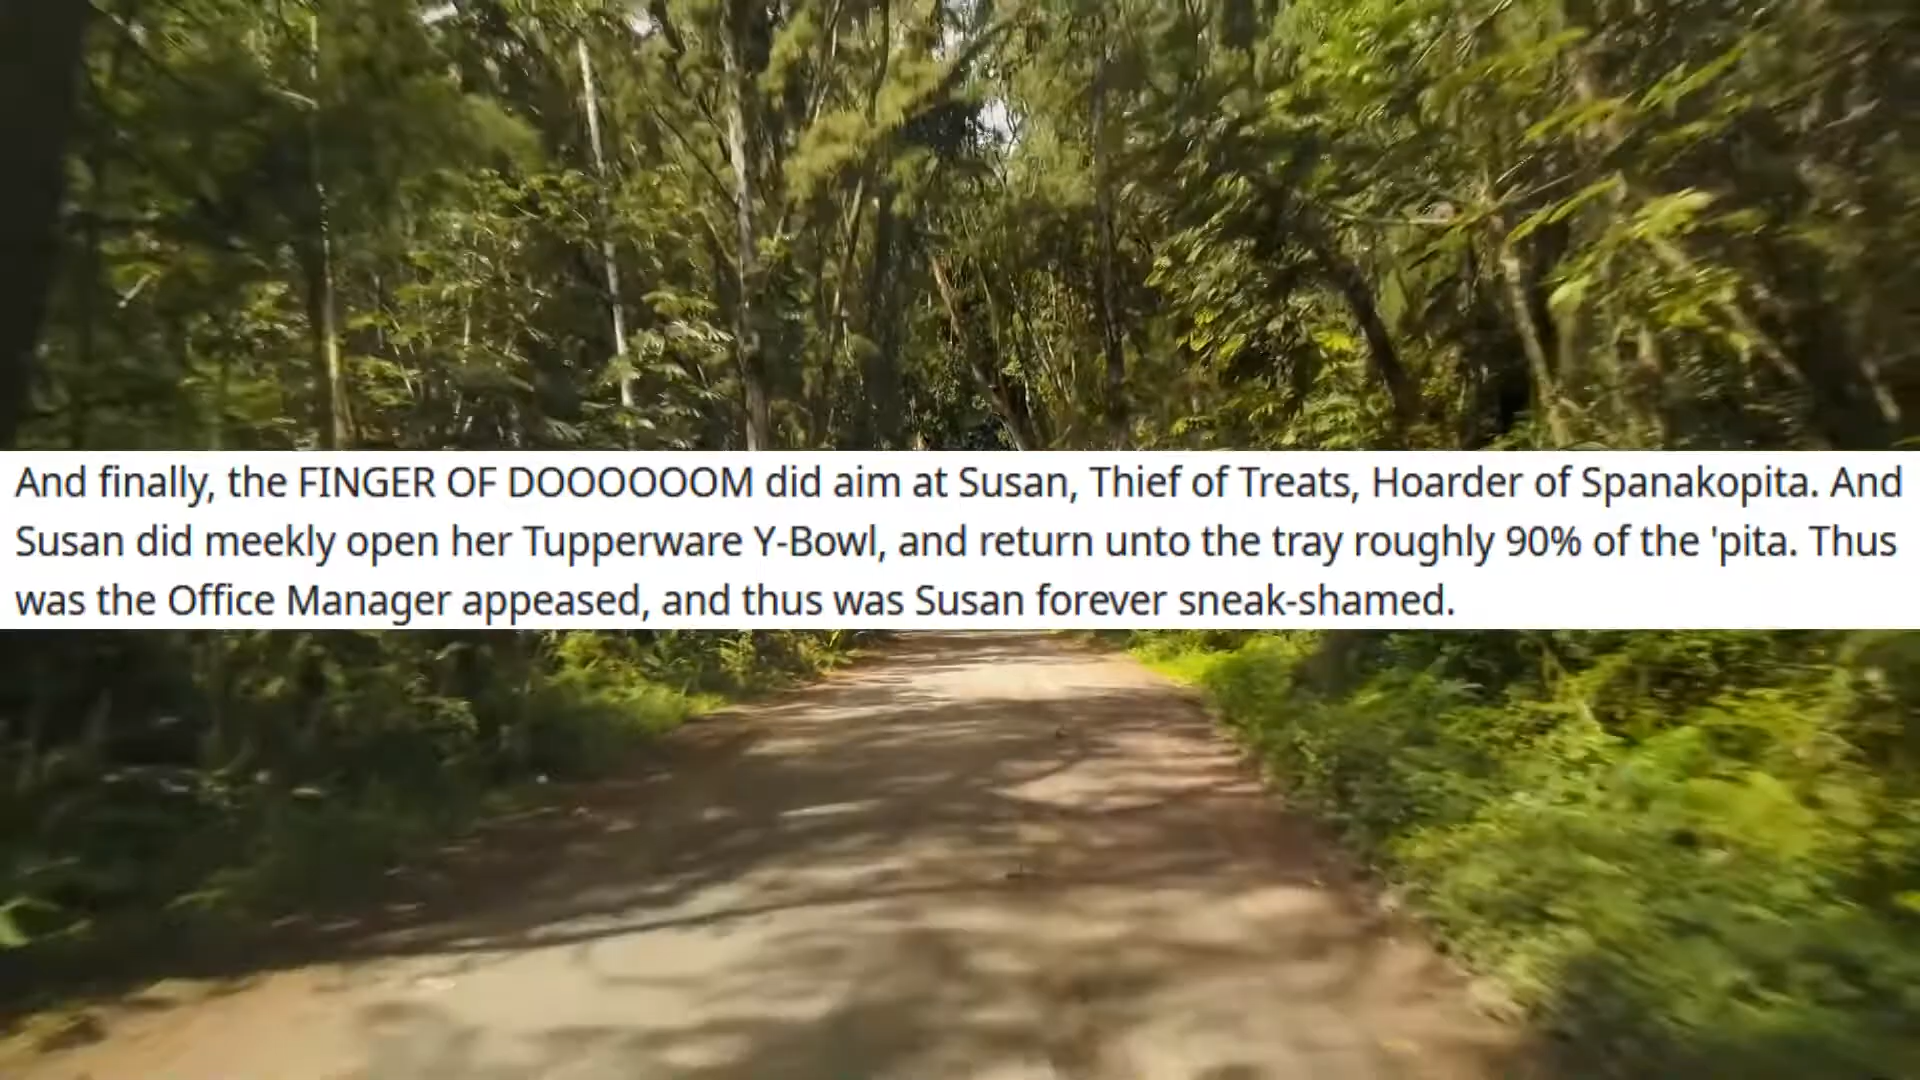 And finally, the FINGER OF DOOOOOOM did aim at Susan, Thief of Treats, Hoarder of Spanakopita. And
Susan did meekly open her Tupperware Y-Bowl, and return unto the tray roughly 90% of the 'pita. Thus
was the Office Manager appeased, and thus was Susan forever sneak-shamed.